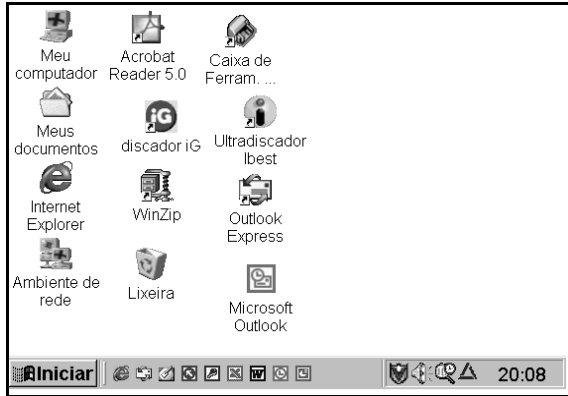 Meu
computador
Acrobat
Reader 5.0
Caixa de
Ferram. ...
Meus
documentos
iG
discador iG
Ultradiscador
Ibest
Internet
Explorer
WinZip
Outlook
Express
Ambiente de
rede
Lixeira
Microsoft
Outlook
Iniciar
W
20:08